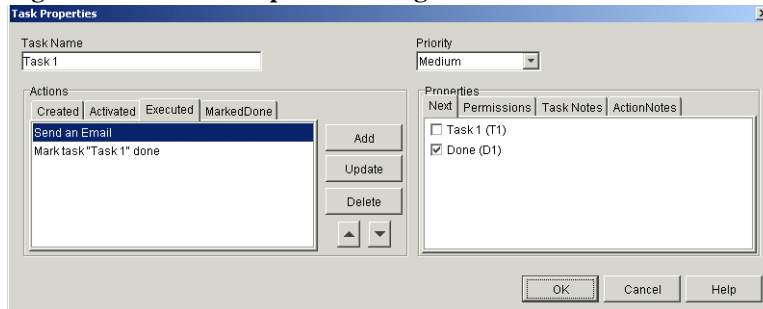 Task Properties
Task Name
Priority
Task 1
Medium
Actions
Properties
Created Activated Executed MarkedDone
Next Permissions Task Notes ActionNotes
Send an Email
Mark task "Task 1" done
Add
Update
Delete
Task 1 (T1)
Done (D1)
OK Cancel Help